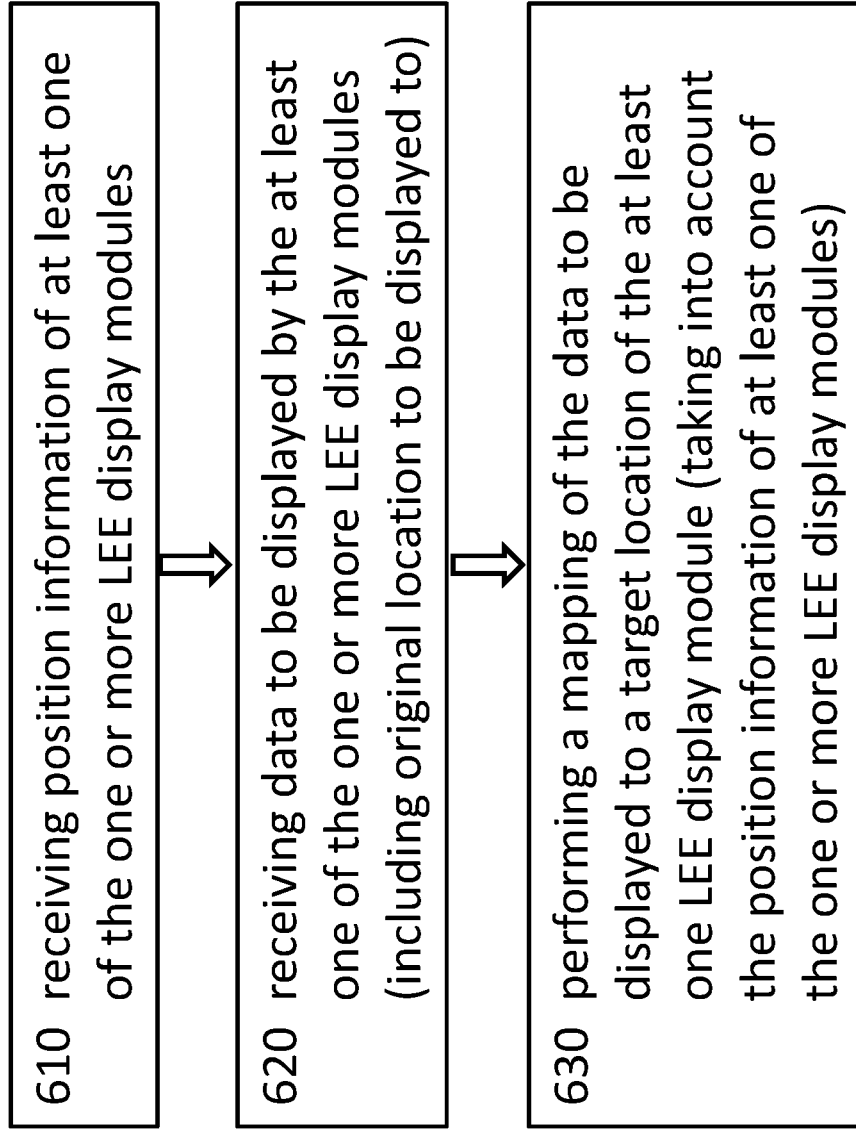 610 receiving position information of at least one
of the one or more LEE display modules
620 receiving data to be displayed by the at least
one of the one or more LEE display modules
(including original location to be displayed to)
630 performing a mapping of the data to be
displayed to a target location of the at least
one LEE display module (taking into account
the position information of at least one of
the one or more LEE display modules)